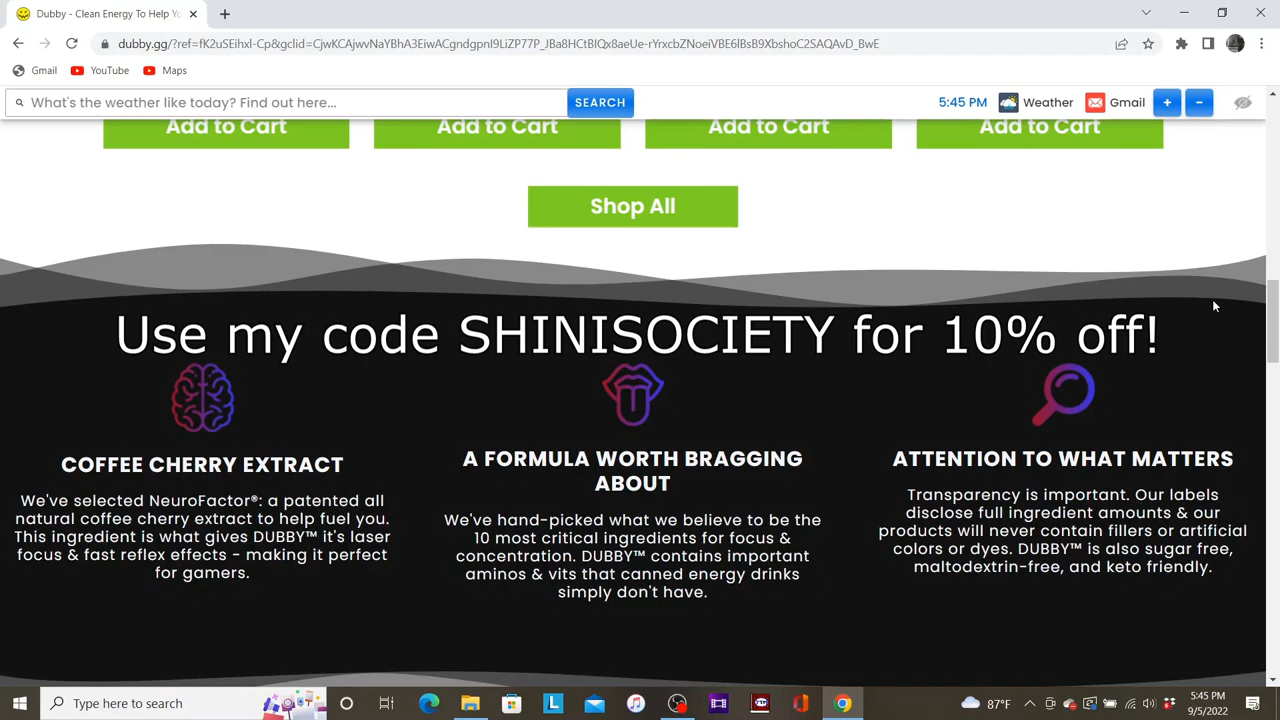 Dubby - Clean Energy To Help Yo
dubby.gg/?ref=fK2uSEihxl-Cp&gclid=CjwKCAjwvNaYBhA3EiwACgndgpnI9LiZP77P_JBa8HCtBlQx8aeUe-rYrxcbZNoeiVBE6lBsB9XbshoC2SAQAvD_BwE
Gmail YouTube Maps
What's the weather like today? Find out here... SEARCH 5:45 PM Weather Gmail + -
Add to Cart Add to Cart Add to Cart Add to Cart
Shop All
Use my code SHINISOCIETY for 10% off!
COFFEE CHERRY EXTRACT
We've selected NeuroFactor®: a patented all
natural coffee cherry extract to help fuel you.
This ingredient is what gives DUBBY™ it's laser
focus & fast reflex effects - making it perfect
for gamers.
A FORMULA WORTH BRAGGING
ABOUT
We've hand-picked what we believe to be the
10 most critical ingredients for focus &
concentration. DUBBY™ contains important
aminos & vits that canned energy drinks
simply don't have.
ATTENTION TO WHAT MATTERS
Transparency is important. Our labels
disclose full ingredient amounts & our
products will never contain fillers or artificial
colors or dyes. DUBBY™ is also sugar free,
maltodextrin-free, and keto friendly.
Type here to search
L
87°F
5:45 PM
9/5/2022